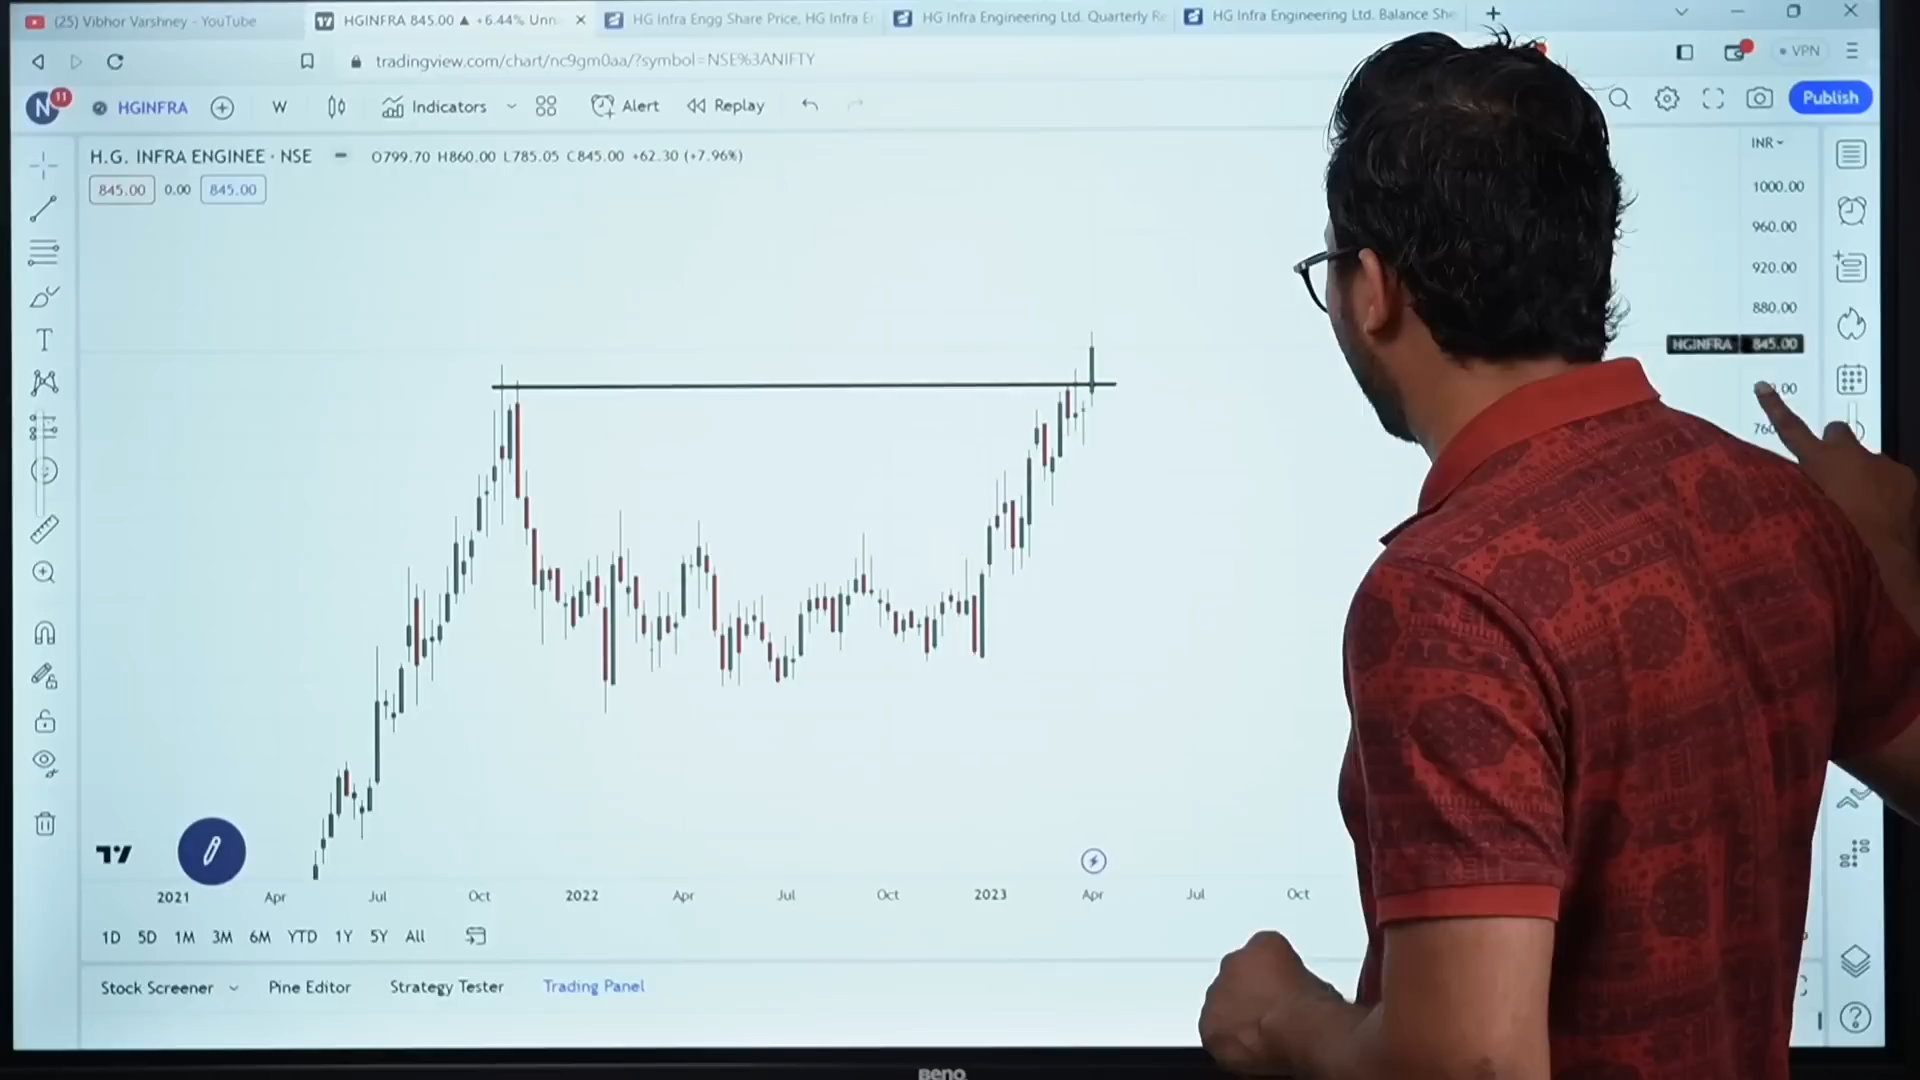 (25) Vibhor Varshney - YouTube
HGINFRA 845.00 ▲ +6.44% Unn
HG Infra Engg Share Price, HG Infra E
HG Infra Engineering Ltd. Quarterly Re
HG Infra Engineering Ltd. Balance She
tradingview.com/chart/nc9gm0aa/?symbol=NSE%3ANIFTY
VPN
N
11
HGINFRA
W
Indicators
Alert
Replay
Publish
H.G. INFRA ENGINEE · NSE
O799.70 H860.00 L785.05 C845.00 +62.30 (+7.96%)
INR
845.00 0.00 845.00
1000.00
960.00
920.00
880.00
HGINFRA 845.00
.00
760
2021 Apr Jul Oct 2022 Apr Jul Oct 2023 Apr Jul Oct
1D 5D 1M 3M 6M YTD 1Y 5Y All
Stock Screener Pine Editor Strategy Tester Trading Panel
BenQ